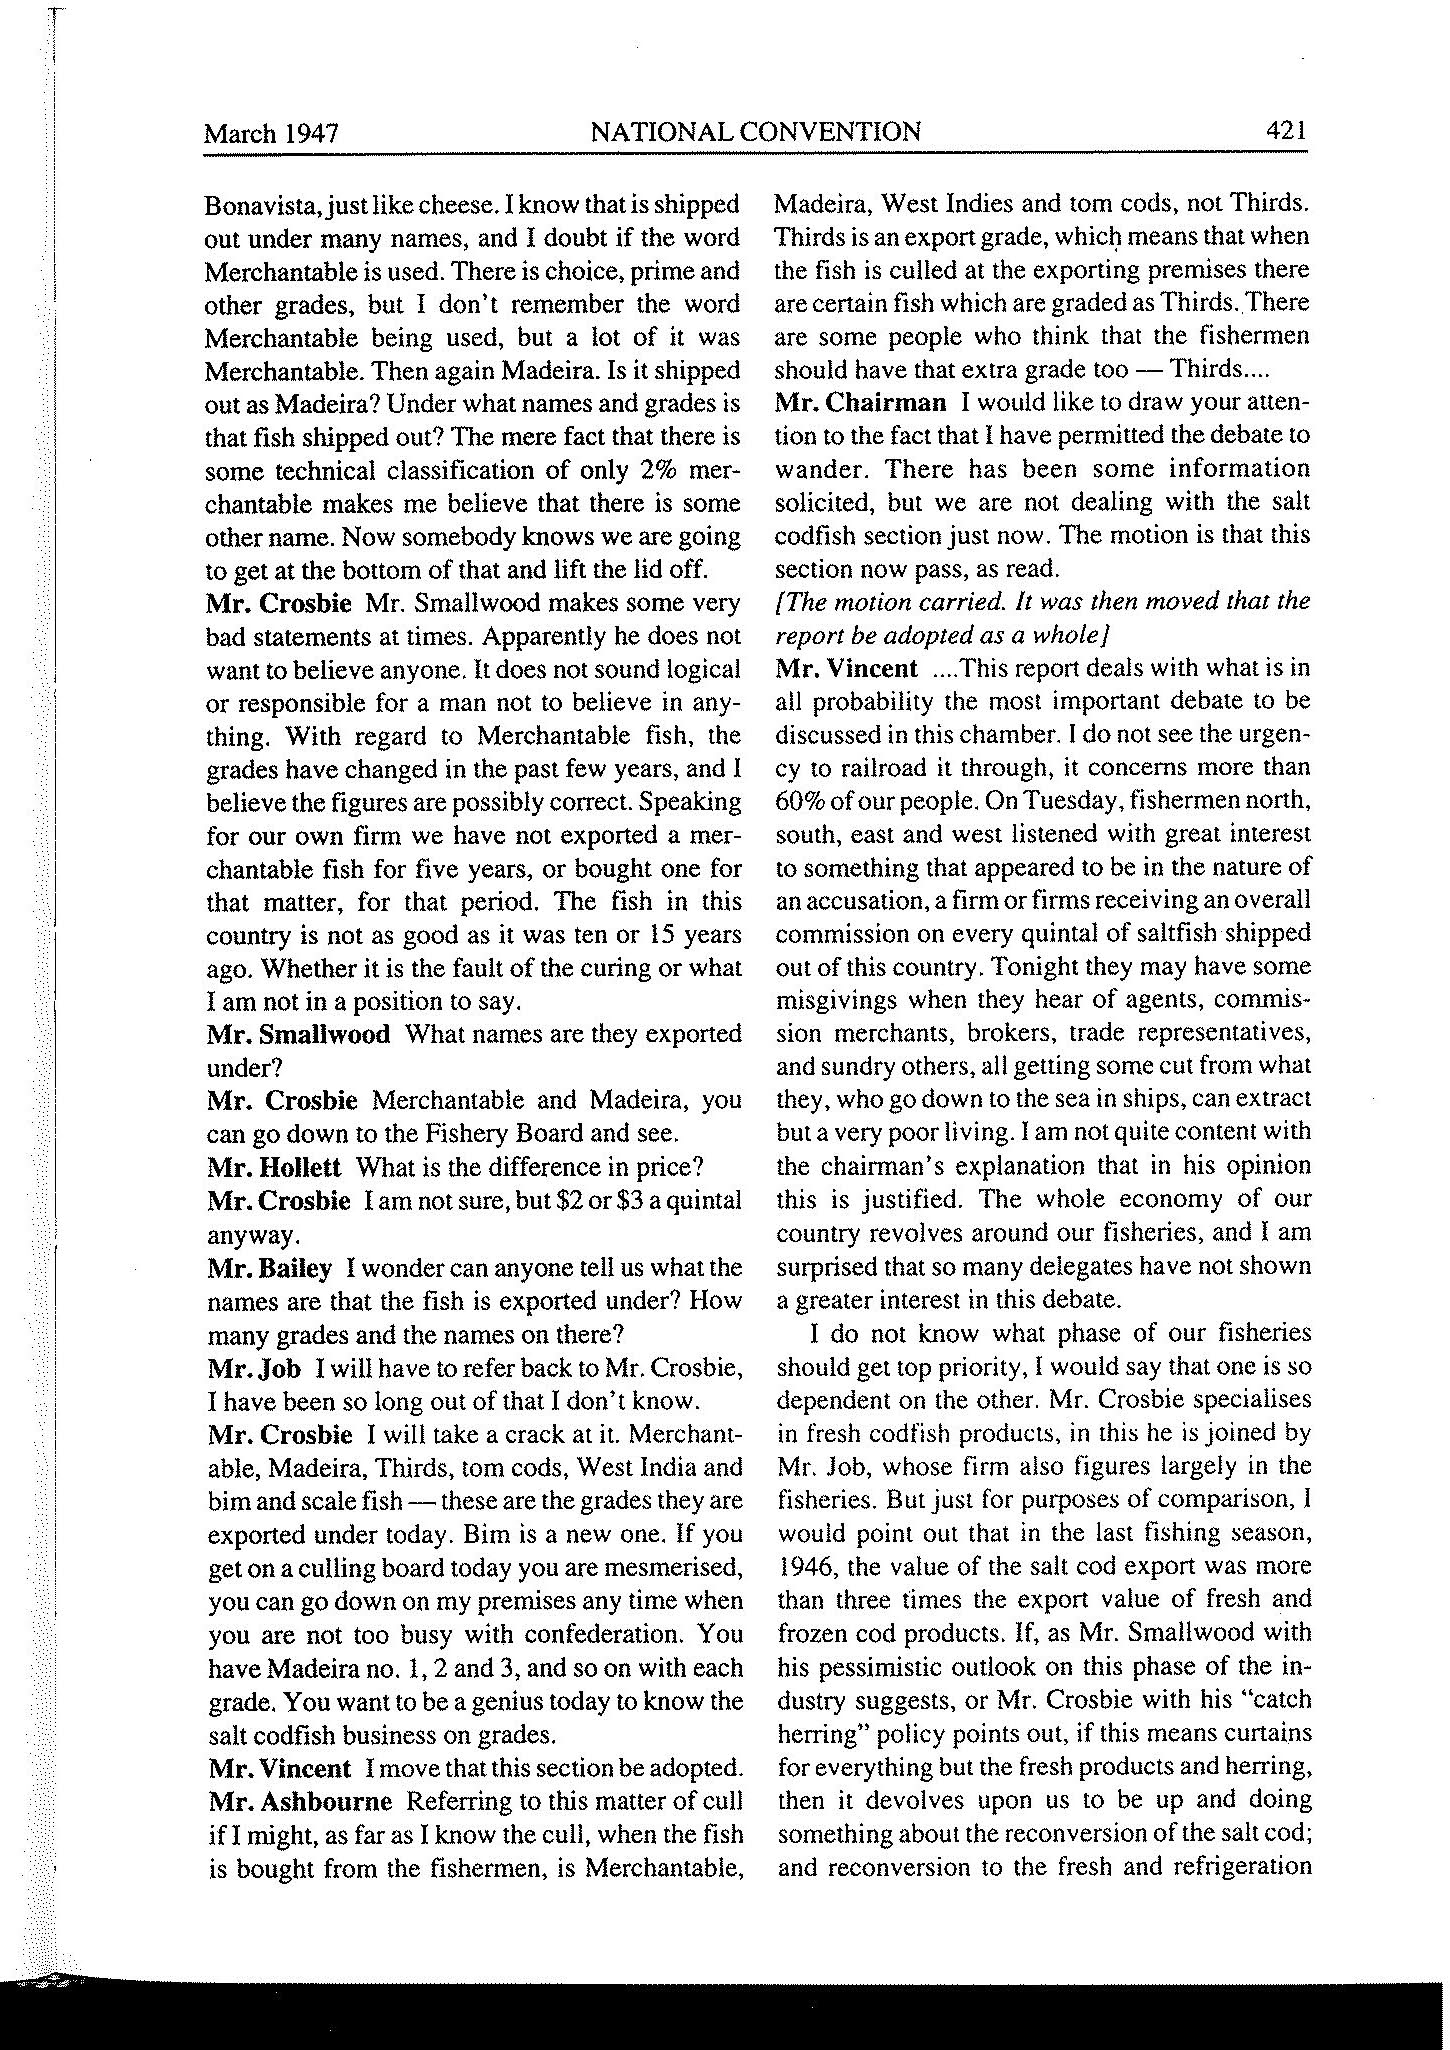 March 1947 NATIONAL CONVENTION 421
Bonavista, just like cheese. I know that is shipped
out under many names, and I doubt if the word
Merchantable is used. There is choice, prime and
other grades, but I don't remember the word
Merchantable being used, but a lot of it was
Merchantable. Then again Madeira. Is it shipped
out as Madeira? Under what names and grades is
that fish shipped out? The mere fact that there is
some technical classification of only 2% mer-
chantable makes me believe that there is some
other name. Now somebody knows we are going
to get at the bottom of that and lift the lid off.
Mr. Crosbie Mr. Smallwood makes some very
bad statements at times. Apparently he does not
want to believe anyone. It does not sound logical
or responsible for a man not to believe in any-
thing. With regard to Merchantable fish, the
grades have changed in the past few years, and I
believe the figures are possibly correct. Speaking
for our own firm we have not exported a mer-
chantable fish for five years, or bought one for
that matter, for that period. The fish in this
country is not as good as it was ten or 15 years
ago. Whether it is the fault of the curing or what
I am not in a position to say.
Mr. Smallwood What names are they exported
under?
Mr. Crosbie Merchantable and Madeira, you
can go down to the Fishery Board and see.
Mr. Hollett What is the difference in price?
Mr. Crosbie I am not sure, but $2 or $3 a quintal
anyway.
Mr. Bailey I wonder can anyone tell us what the
names are that the fish is exported under? How
many grades and the names on there?
Mr. Job I will have to refer back to Mr. Crosbie,
I have been so long out of that I don't know.
Mr. Crosbie I will take a crack at it. Merchant-
able, Madeira, Thirds, tom cods, West India and
bim and scale fish — these are the grades they are
exported under today. Bim is a new one. If you
get on a culling board today you are mesmerised,
you can go down on my premises any time when
you are not too busy with confederation. You
have Madeira no. 1, 2 and 3, and so on with each
grade. You want to be a genius today to know the
salt codfish business on grades.
Mr. Vincent I move that this section be adopted.
Mr. Ashbourne Referring to this matter of cull
if I might, as far as I know the cull, when the fish
is bought from the fishermen, is Merchantable,
Madeira, West Indies and tom cods, not Thirds.
Thirds is an export grade, which means that when
the fish is culled at the exporting premises there
are certain fish which are graded as Thirds. There
are some people who think that the fishermen
should have that extra grade too — Thirds....
Mr. Chairman I would like to draw your atten-
tion to the fact that I have permitted the debate to
wander. There has been some information
solicited, but we are not dealing with the salt
codfish section just now. The motion is that this
section now pass, as read.
[The motion carried. It was then moved that the
report be adopted as a whole]
Mr. Vincent ....This report deals with what is in
all probability the most important debate to be
discussed in this chamber. I do not see the urgen-
cy to railroad it through, it concerns more than
60% of our people. On Tuesday, fishermen north,
south, east and west listened with great interest
to something that appeared to be in the nature of
an accusation, a firm or firms receiving an overall
commission on every quintal of saltfish shipped
out of this country. Tonight they may have some
misgivings when they hear of agents, commis-
sion merchants, brokers, trade representatives,
and sundry others, all getting some cut from what
they, who go down to the sea in ships, can extract
but a very poor living. I am not quite content with
the chairman's explanation that in his opinion
this is justified. The whole economy of our
country revolves around our fisheries, and I am
surprised that so many delegates have not shown
a greater interest in this debate.
I do not know what phase of our fisheries
should get top priority, I would say that one is so
dependent on the other. Mr. Crosbie specialises
in fresh codfish products, in this he is joined by
Mr. Job, whose firm also figures largely in the
fisheries. But just for purposes of comparison, I
would point out that in the last fishing season,
1946, the value of the salt cod export was more
than three times the export value of fresh and
frozen cod products. If, as Mr. Smallwood with
his pessimistic outlook on this phase of the in-
dustry suggests, or Mr. Crosbie with his "catch
herring" policy points out, if this means curtains
for everything but the fresh products and herring,
then it devolves upon us to be up and doing
something about the reconversion of the salt cod;
and reconversion to the fresh and refrigeration